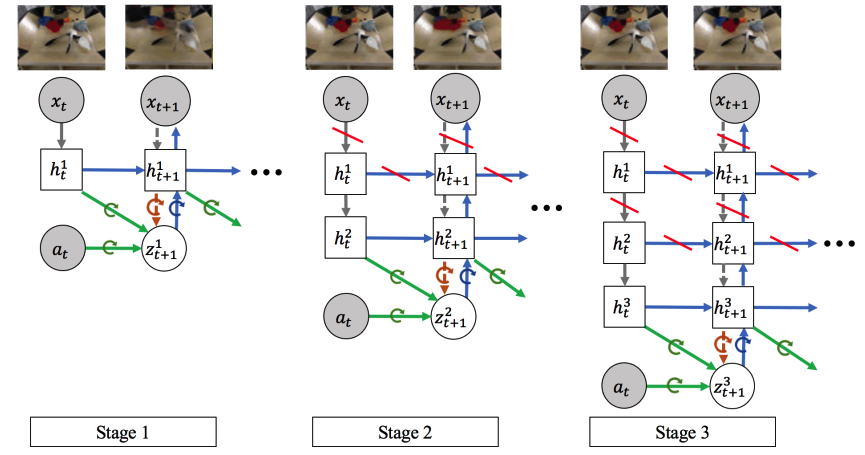 x_t x_{t+1} x_t x_{t+1} x_t x_{t+1}
h_t^1 h_{t+1}^1 ••• h_t^1 h_{t+1}^1 h_t^1 h_{t+1}^1
a_t z_{t+1}^1 h_t^2 h_{t+1}^2 ••• h_t^2 h_{t+1}^2 •••
a_t z_{t+1}^2 h_t^3 h_{t+1}^3
a_t z_{t+1}^3
Stage 1 Stage 2 Stage 3